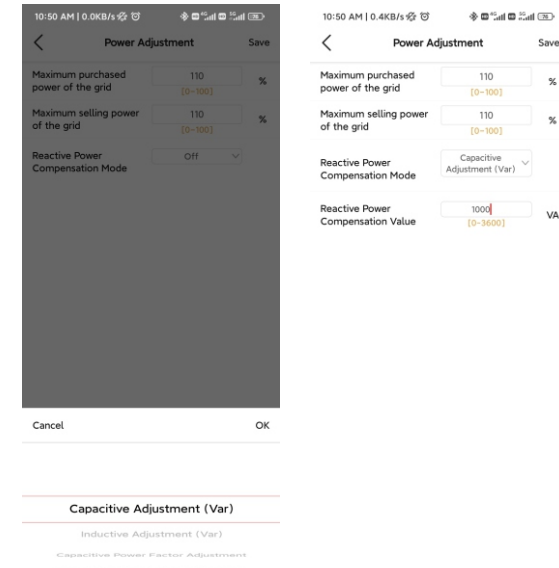 10:50 AM | 0.0KB/s
Power Adjustment
Save
Maximum purchased
power of the grid
110
[0~100]
%
Maximum selling power
of the grid
110
[0~100]
%
Reactive Power
Compensation Mode
Off
Cancel
OK
Capacitive Adjustment (Var)
Inductive Adjustment (Var)
Capacitive Power Factor Adjustment
10:50 AM | 0.4KB/s
Power Adjustment
Save
Maximum purchased
power of the grid
110
[0~100]
%
Maximum selling power
of the grid
110
[0~100]
%
Reactive Power
Compensation Mode
Capacitive
Adjustment (Var)
Reactive Power
Compensation Value
1000
[0~3600]
VA